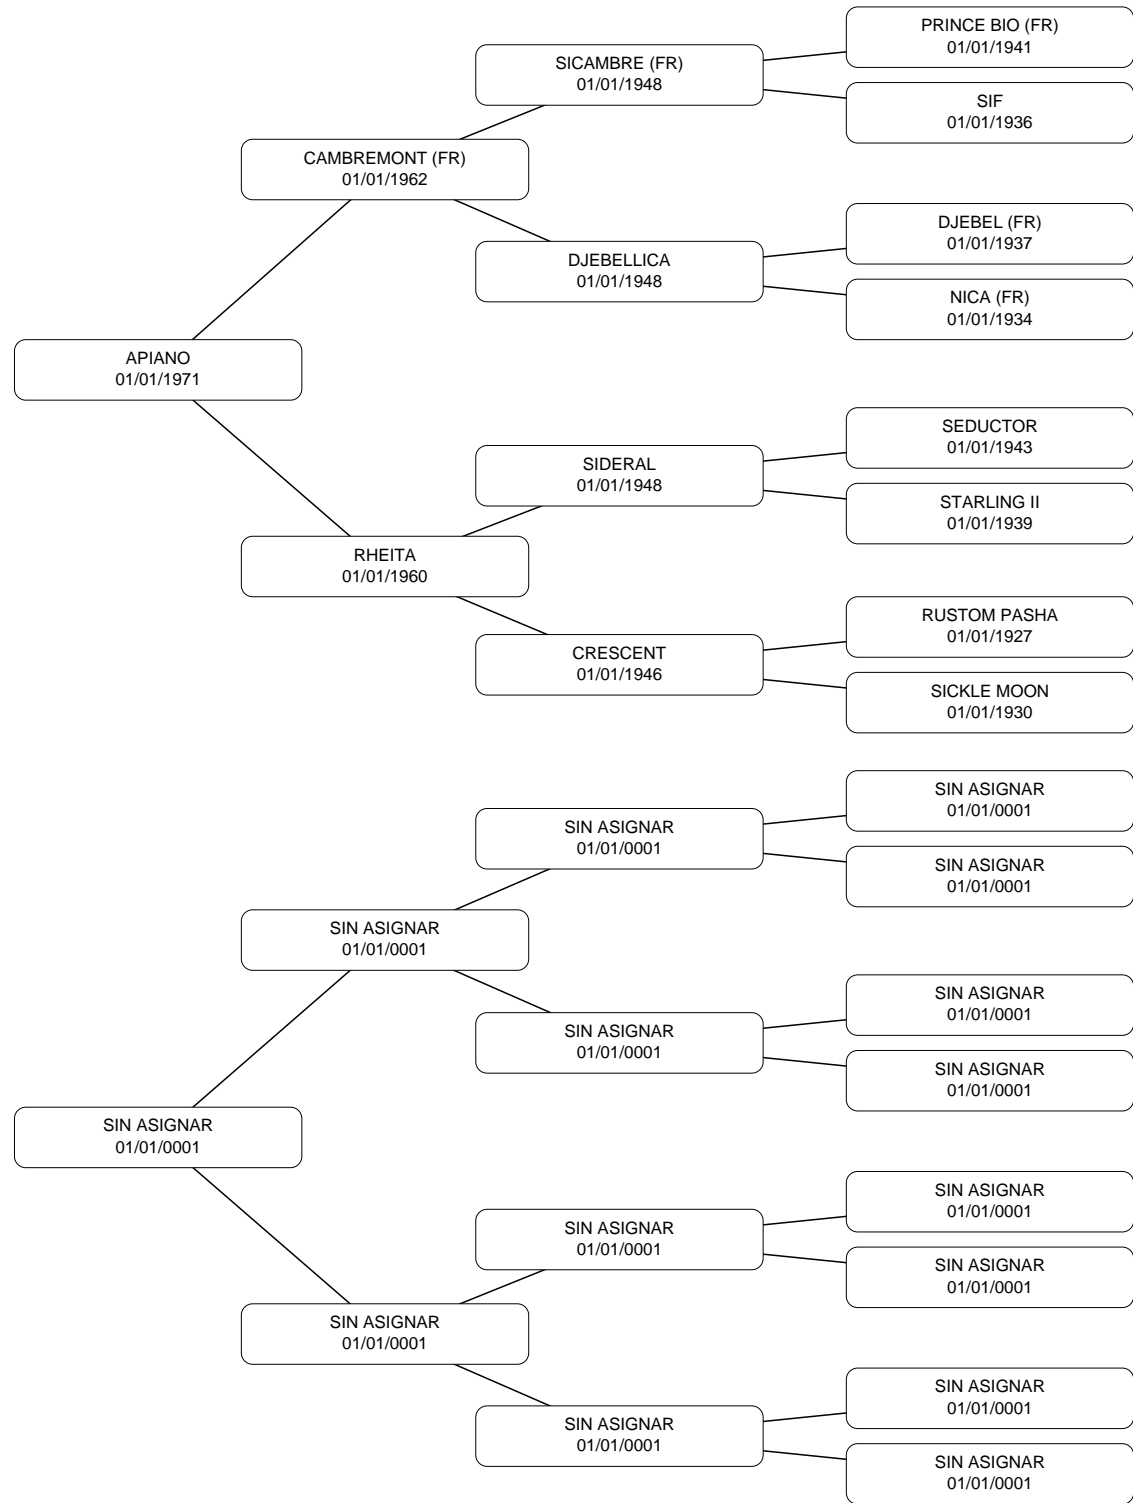 PRINCE BIO (FR)
01/01/1941
SICAMBRE (FR)
01/01/1948
SIF
01/01/1936
CAMBREMONT (FR)
01/01/1962
DJEBEL (FR)
01/01/1937
DJEBELLICA
01/01/1948
NICA (FR)
01/01/1934
APIANO
01/01/1971
SEDUCTOR
01/01/1943
SIDERAL
01/01/1948
STARLING II
01/01/1939
RHEITA
01/01/1960
RUSTOM PASHA
01/01/1927
CRESCENT
01/01/1946
SICKLE MOON
01/01/1930
SIN ASIGNAR
01/01/0001
SIN ASIGNAR
01/01/0001
SIN ASIGNAR
01/01/0001
SIN ASIGNAR
01/01/0001
SIN ASIGNAR
01/01/0001
SIN ASIGNAR
01/01/0001
SIN ASIGNAR
01/01/0001
SIN ASIGNAR
01/01/0001
SIN ASIGNAR
01/01/0001
SIN ASIGNAR
01/01/0001
SIN ASIGNAR
01/01/0001
SIN ASIGNAR
01/01/0001
SIN ASIGNAR
01/01/0001
SIN ASIGNAR
01/01/0001
SIN ASIGNAR
01/01/0001